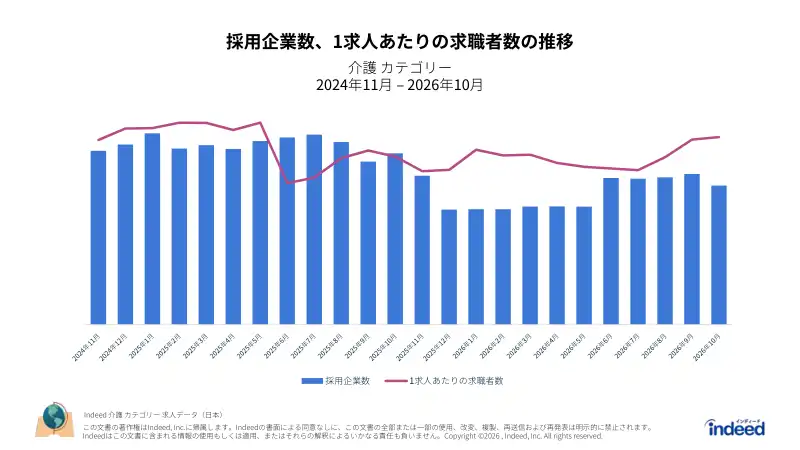 採用企業数、1求人あたりの求職者数の推移
介護 カテゴリー
2024年11月 – 2026年10月
2024年11月
2024年12月
2025年1月
2025年2月
2025年3月
2025年4月
2025年5月
2025年6月
2025年7月
2025年8月
2025年9月
2025年10月
2025年11月
2025年12月
2026年1月
2026年2月
2026年3月
2026年4月
2026年5月
2026年6月
2026年7月
2026年8月
2026年9月
2026年10月
採用企業数
1求人あたりの求職者数
Indeed 介護 カテゴリー 求人データ（日本）
この文書の著作権はIndeed, Inc.に帰属します。Indeedの書面による同意なしに、この文書の全部または一部の使用、改変、複製、再送信および再発表は明示的に禁止されます。
Indeedはこの文書に含まれる情報の使用もしくは適用、またはそれらの解釈によるいかなる責任も負いません。Copyright ©2026 , Indeed, Inc. All rights reserved.
インディード
indeed